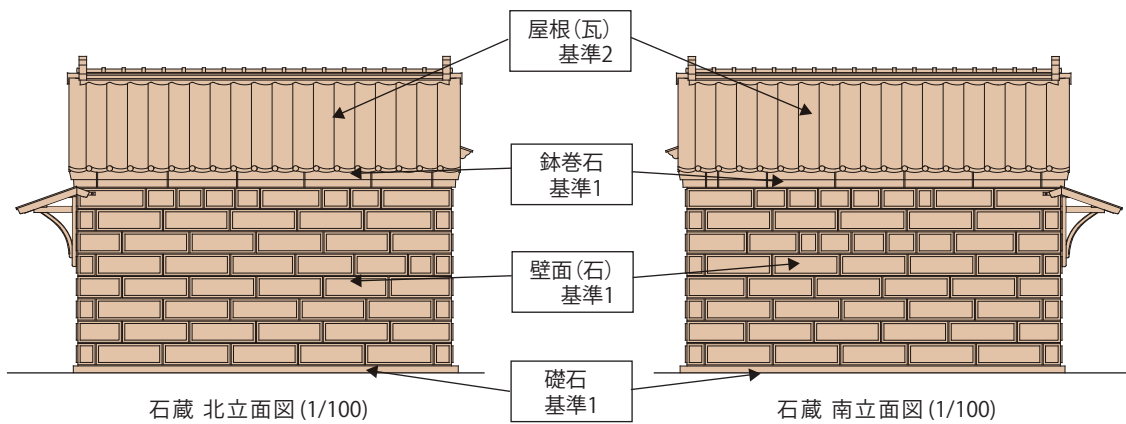 屋根（瓦）
基準2
鉢巻石
基準1
壁面（石）
基準1
礎石
基準1
石蔵 北立面図(1/100)
石蔵 南立面図(1/100)